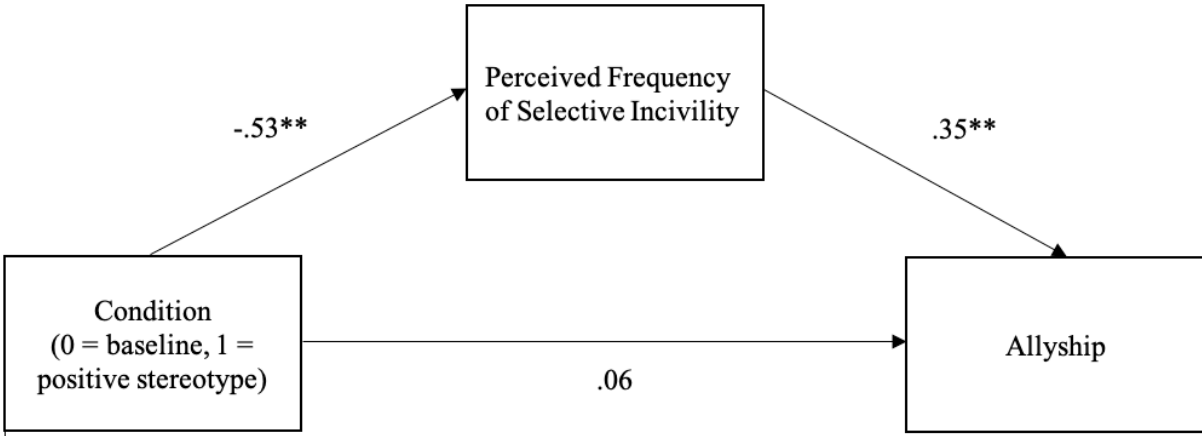 Perceived Frequency
of Selective Incivility
-.53**
.35**
Condition
(0 = baseline, 1 =
positive stereotype)
Allyship
.06